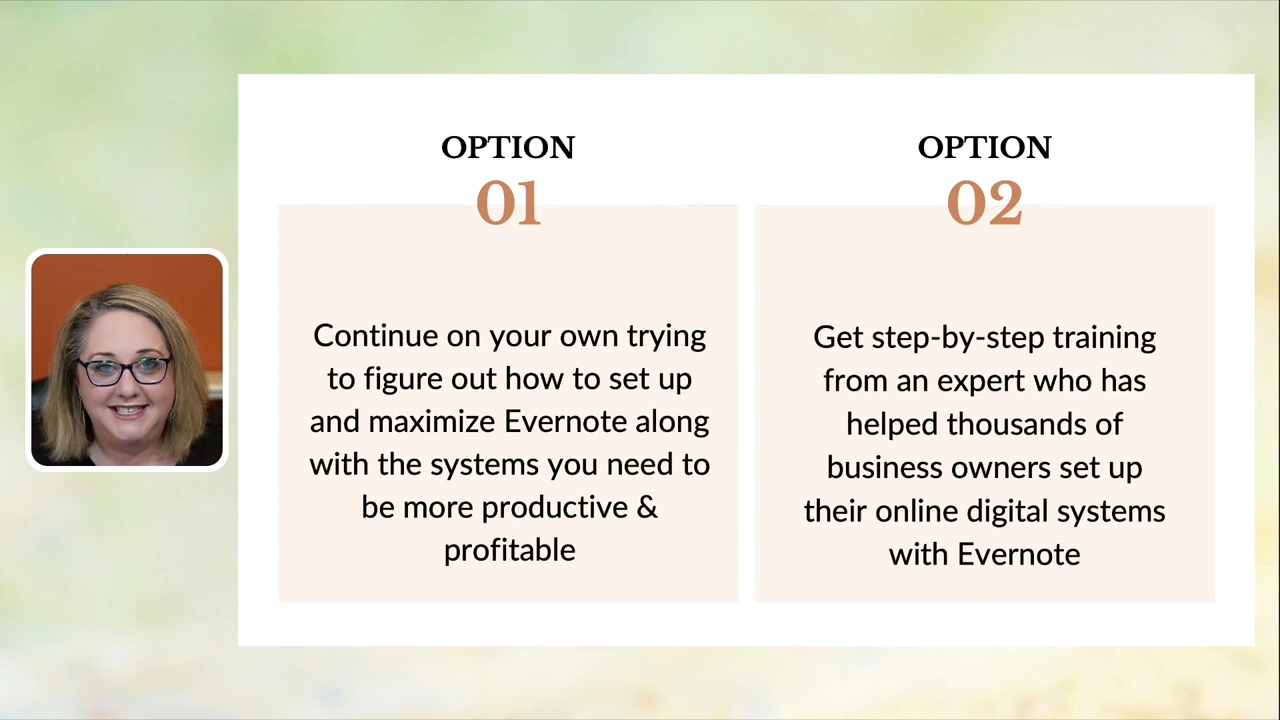 OPTION
01
Continue on your own trying
to figure out how to set up
and maximize Evernote along
with the systems you need to
be more productive &
profitable
OPTION
02
Get step-by-step training
from an expert who has
helped thousands of
business owners set up
their online digital systems
with Evernote